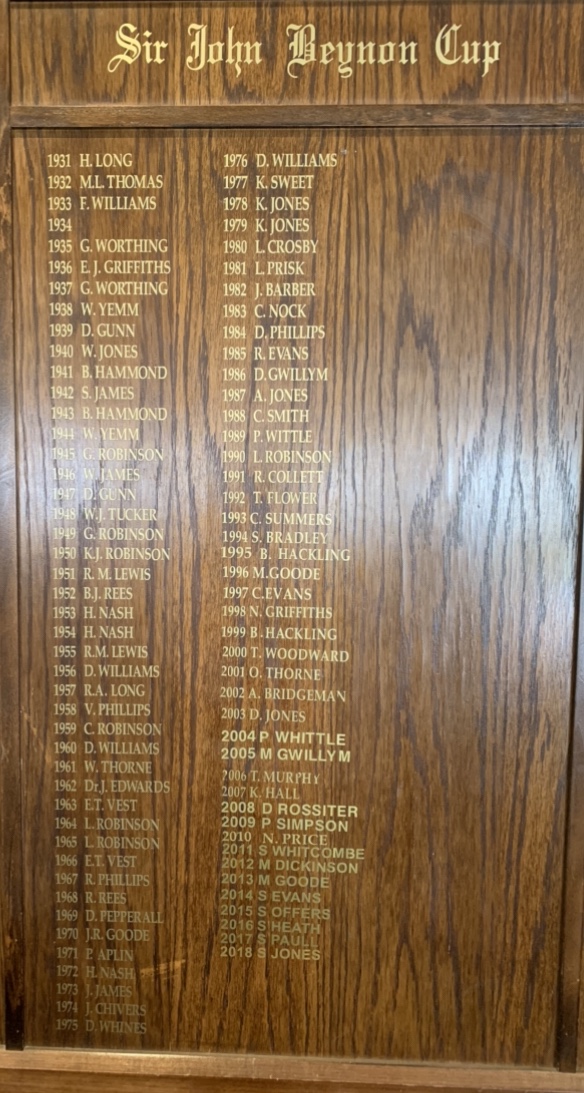 Sir John Beynon Cup
1931 H. LONG
1932 M.L. THOMAS
1933 F. WILLIAMS
1934
1935 G. WORTHING
1936 E. J. GRIFFITHS
1937 G. WORTHING
1938 W. YEMM
1939 D. GUNN
1940 W. JONES
1941 B. HAMMOND
1942 S. JAMES
1943 B. HAMMOND
1944 W. YEMM
1945 G. ROBINSON
1946 W. JAMES
1947 D. GUNN
1948 W.J. TUCKER
1949 G. ROBINSON
1950 K.J. ROBINSON
1951 R. M. LEWIS
1952 B.J. REES
1953 H. NASH
1954 H. NASH
1955 R.M. LEWIS
1956 D. WILLIAMS
1957 R.A. LONG
1958 V. PHILLIPS
1959 C. ROBINSON
1960 D. WILLIAMS
1961 W. THORNE
1962 Dr.J. EDWARDS
1963 E.T. VEST
1964 L. ROBINSON
1965 L. ROBINSON
1966 E.T. VEST
1967 R. PHILLIPS
1968 R. REES
1969 D. PEPPERALL
1970 J.R. GOODE
1971 P. APLIN
1972 H. NASH
1973 J. JAMES
1974 J. CHIVERS
1975 D. WHINES
1976 D. WILLIAMS
1977 K. SWEET
1978 K. JONES
1979 K. JONES
1980 L. CROSBY
1981 L. PRISK
1982 J. BARBER
1983 C. NOCK
1984 D. PHILLIPS
1985 R. EVANS
1986 D. GWILLYM
1987 A. JONES
1988 C. SMITH
1989 P. WITTLE
1990 L. ROBINSON
1991 R. COLLETT
1992 T. FLOWER
1993 C. SUMMERS
1994 S. BRADLEY
1995 B. HACKLING
1996 M.GOODE
1997 C.EVANS
1998 N. GRIFFITHS
1999 B.HACKLING
2000 T. WOODWARD
2001 O. THORNE
2002 A. BRIDGEMAN
2003 D. JONES
2004 P WHITTLE
2005 M GWILLYM
2006 T. MURPHY
2007 K. HALL
2008 D ROSSITER
2009 P SIMPSON
2010 N. PRICE
2011 S WHITCOMBE
2012 M DICKINSON
2013 M GOODE
2014 S EVANS
2015 S OFFERS
2016 S HEATH
2017 S PAULL
2018 S JONES